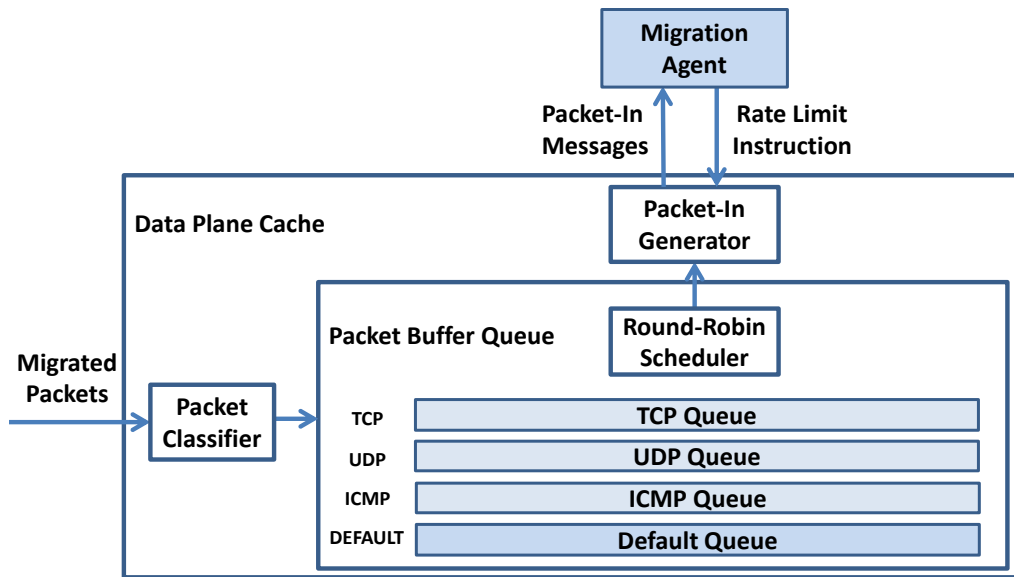 Migration
Agent
Packet-In
Messages
Rate Limit
Instruction
Data Plane Cache
Packet-In
Generator
Packet Buffer Queue
Round-Robin
Scheduler
Migrated
Packets
Packet
Classifier
TCP
TCP Queue
UDP
UDP Queue
ICMP
ICMP Queue
DEFAULT
Default Queue